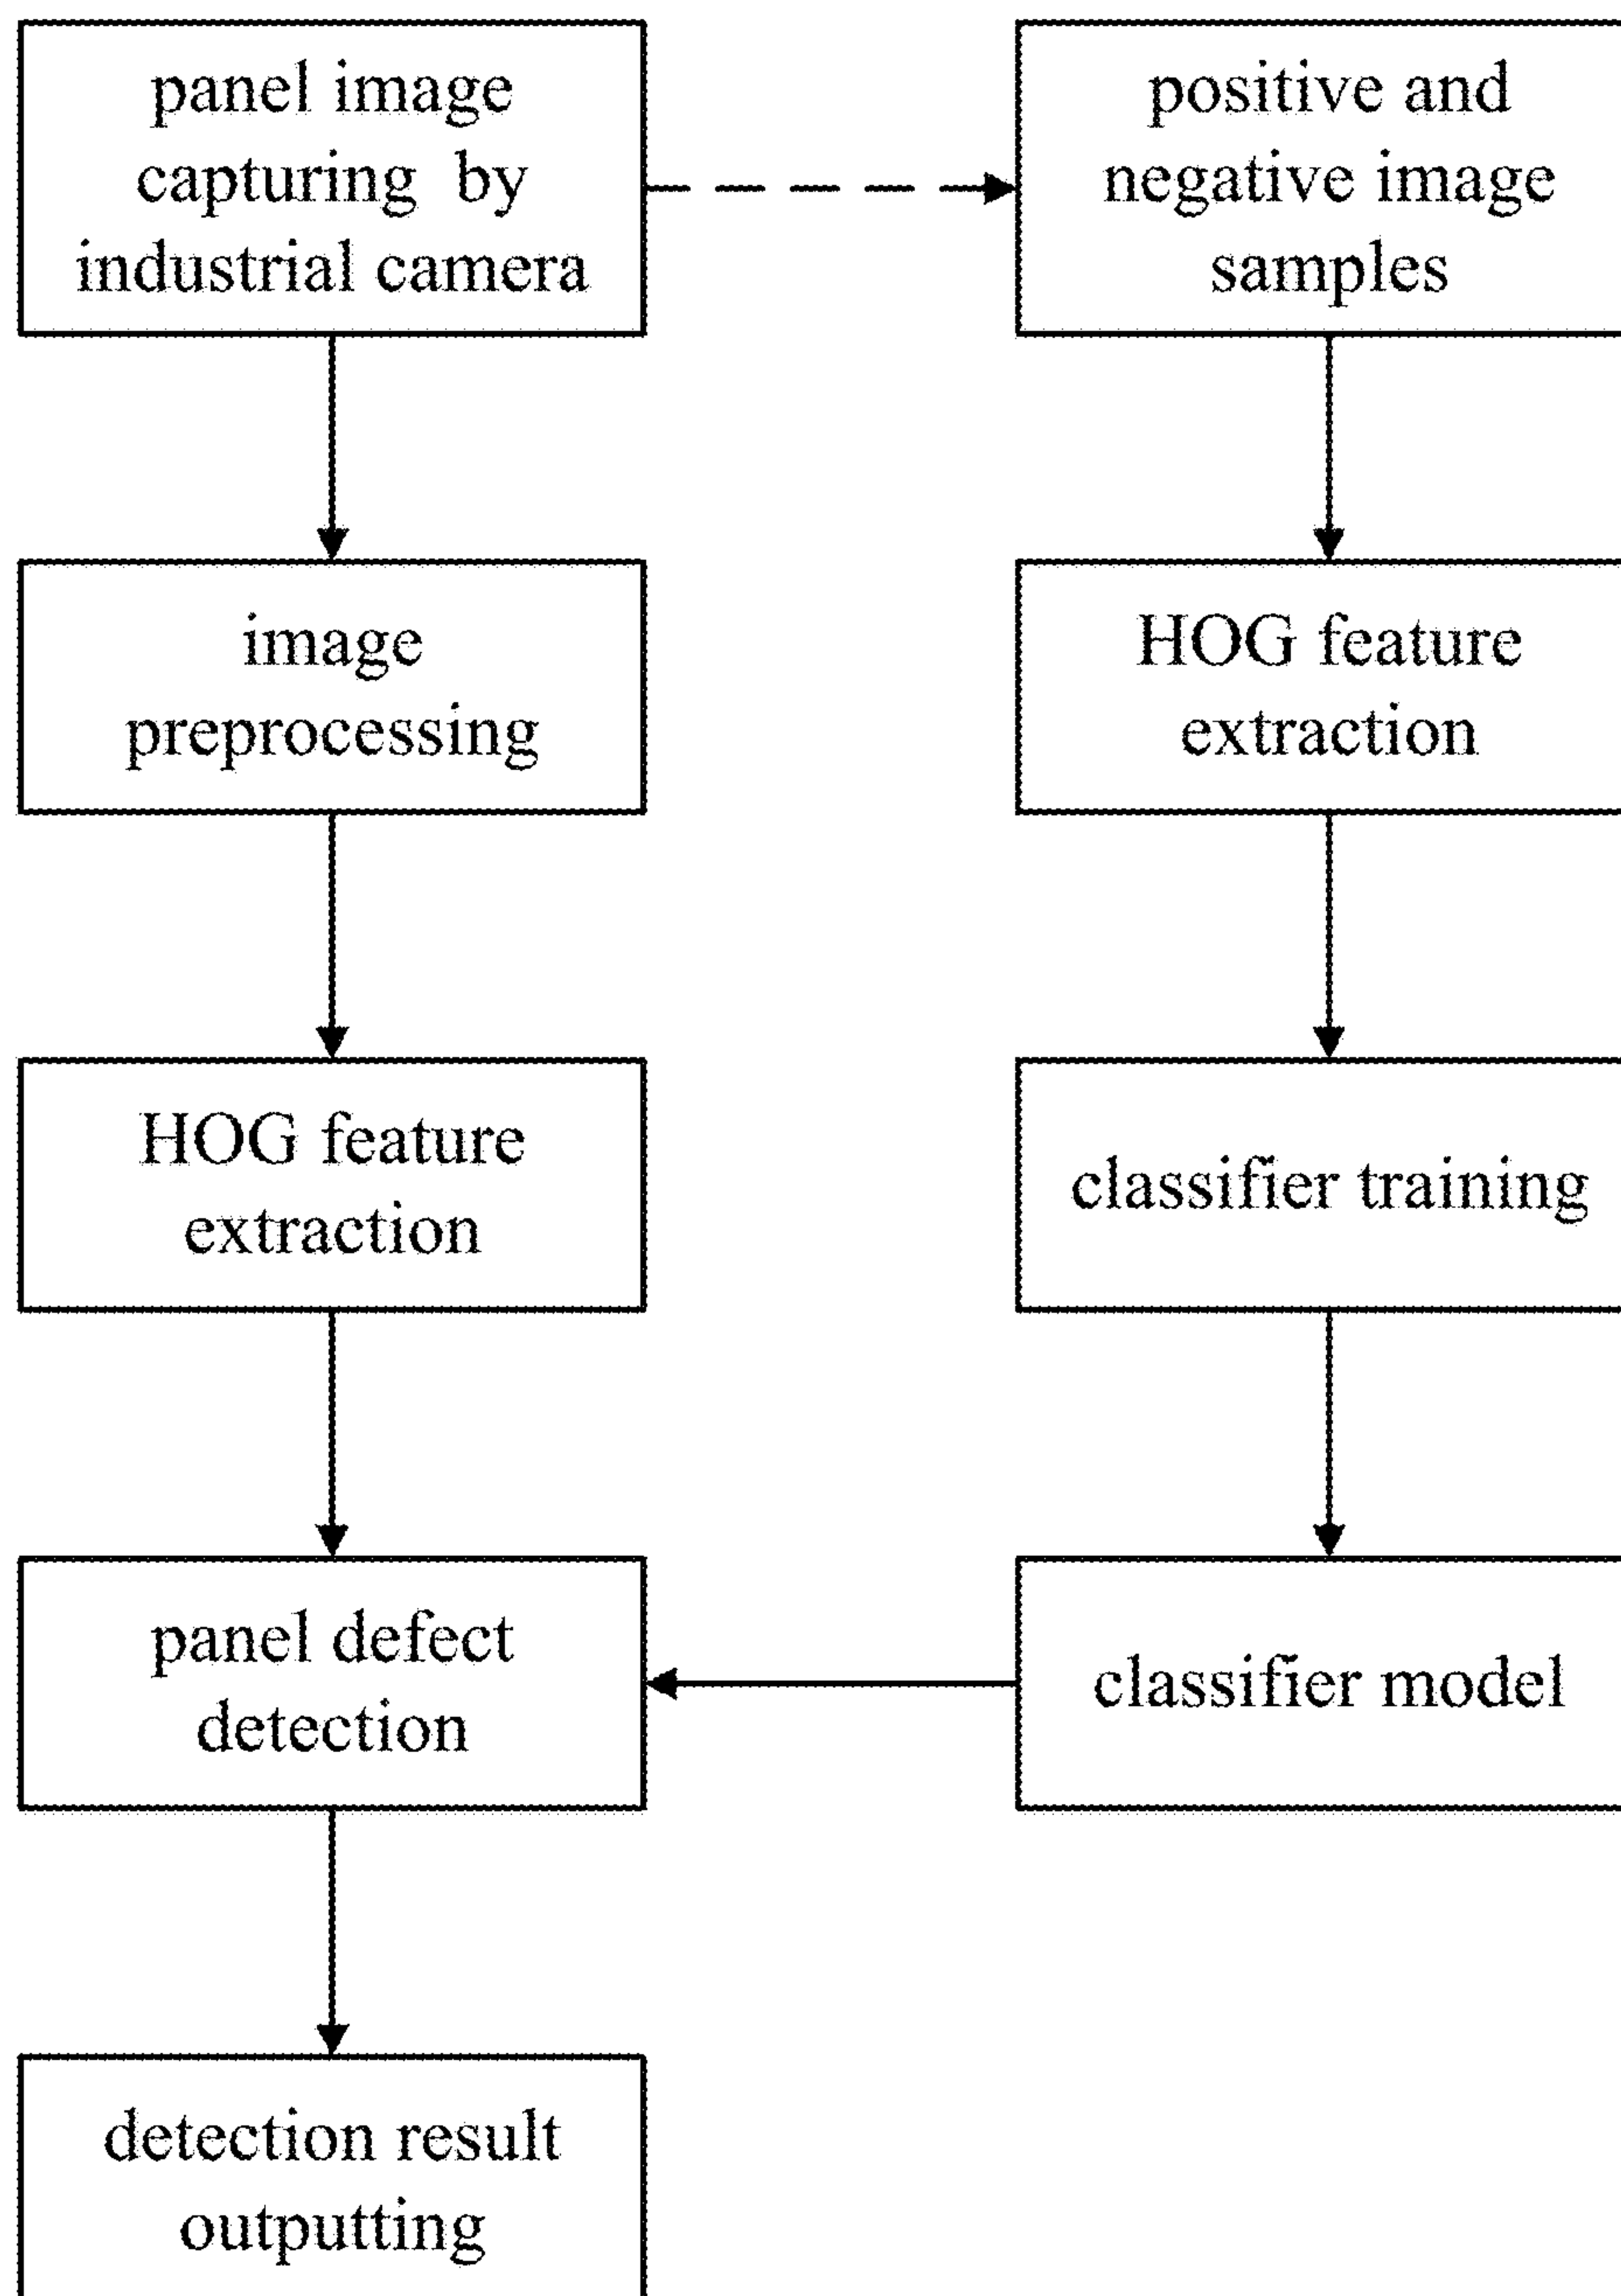 panel image
capturing by
industrial camera
positive and
negative image
samples
image
preprocessing
HOG feature
extraction
HOG feature
extraction
classifier training
panel defect
detection
classifier model
detection result
outputting